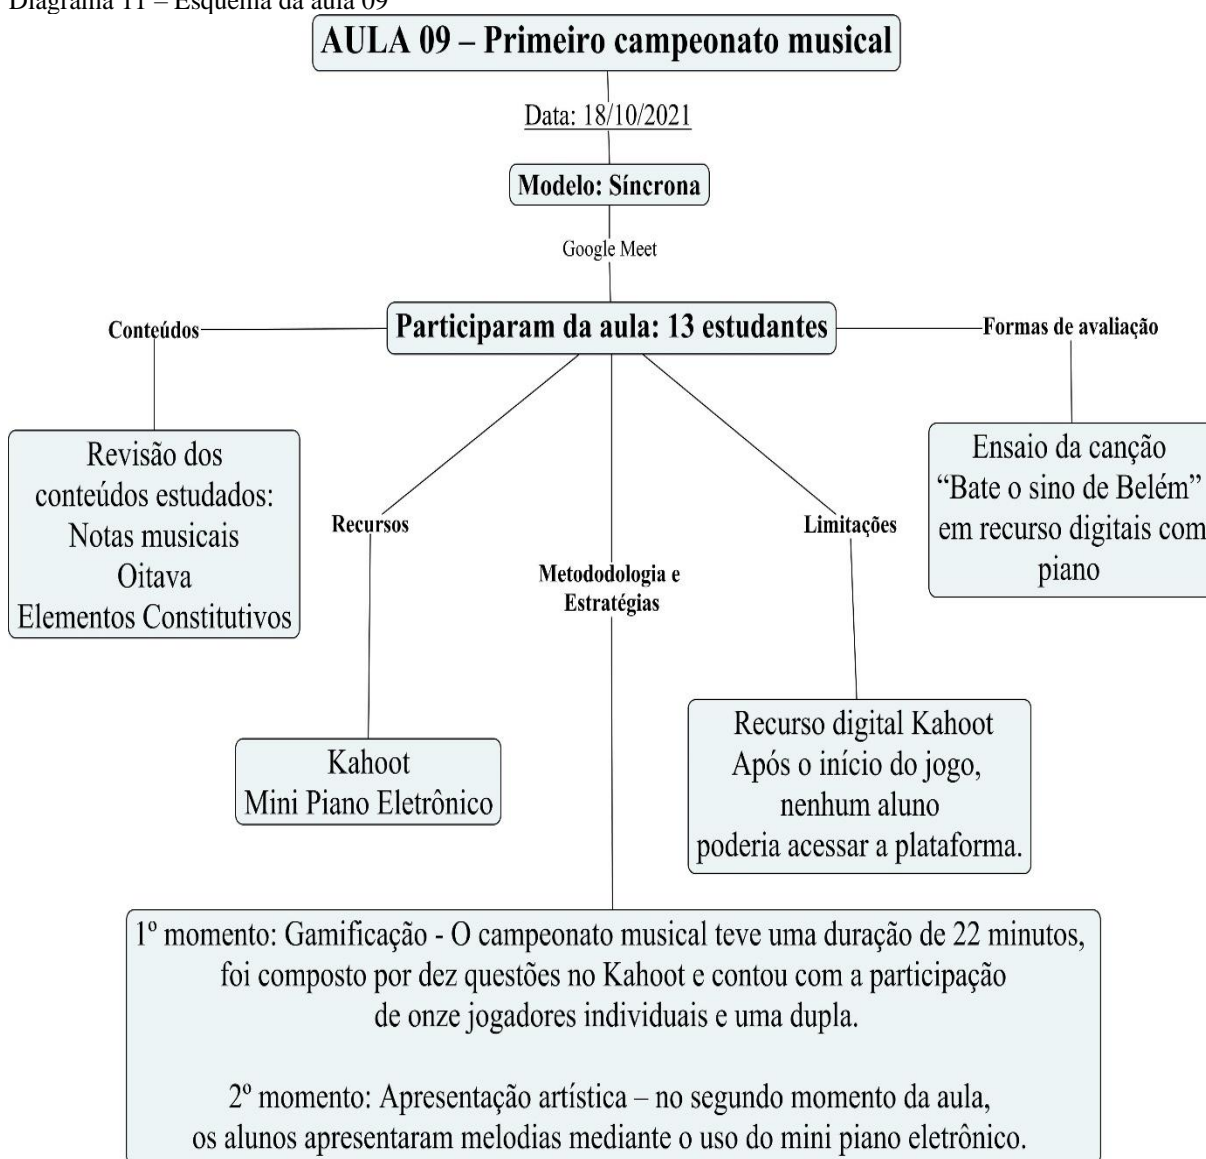 Diagrama 11 – Esquema da aula 09
AULA 09 – Primeiro campeonato musical
Data: 18/10/2021
Modelo: Síncrona
Google Meet
Participaram da aula: 13 estudantes
Conteúdos
Revisão dos
conteúdos estudados:
Notas musicais
Oitava
Elementos Constitutivos
Recursos
Kahoot
Mini Piano Eletrônico
Metododologia e
Estratégias
1º momento: Gamificação - O campeonato musical teve uma duração de 22 minutos,
foi composto por dez questões no Kahoot e contou com a participação
de onze jogadores individuais e uma dupla.
2º momento: Apresentação artística – no segundo momento da aula,
os alunos apresentaram melodias mediante o uso do mini piano eletrônico.
Limitações
Recurso digital Kahoot
Após o início do jogo,
nenhum aluno
poderia acessar a plataforma.
Formas de avaliação
Ensaio da canção
“Bate o sino de Belém”
em recurso digitais com
piano